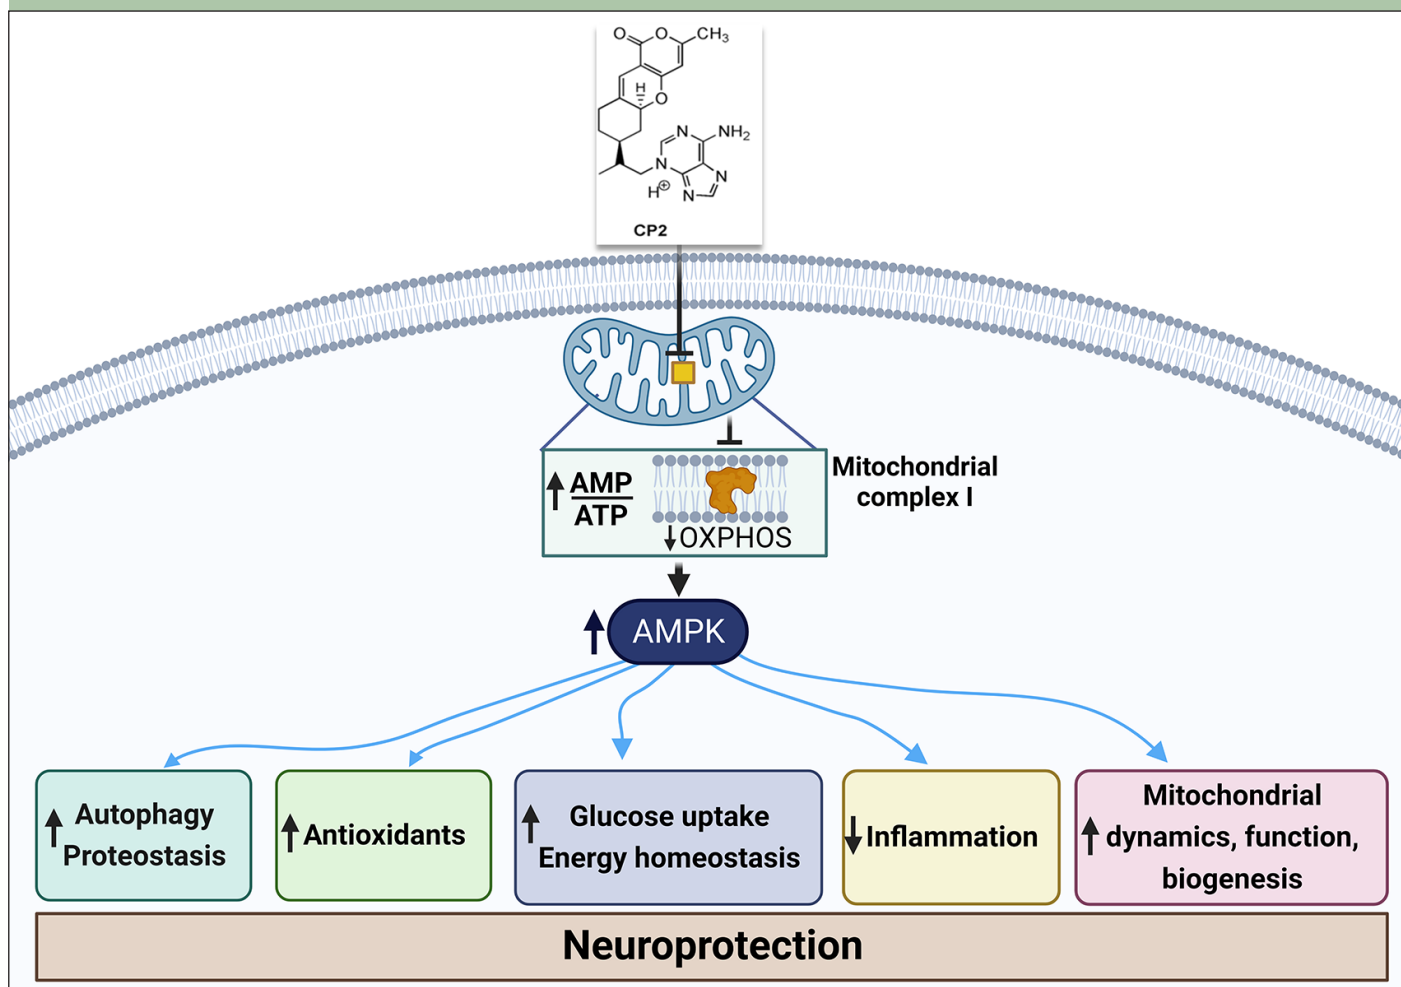 O
O
CH3
H
O
N
NH2
N
N
N
H⊕
CP2
Mitochondrial
complex I
↑ AMP
ATP
↓ OXPHOS
↑ AMPK
↑ Autophagy
Proteostasis
↑ Antioxidants
↑ Glucose uptake
Energy homeostasis
↓ Inflammation
Mitochondrial
↑ dynamics, function,
biogenesis
Neuroprotection